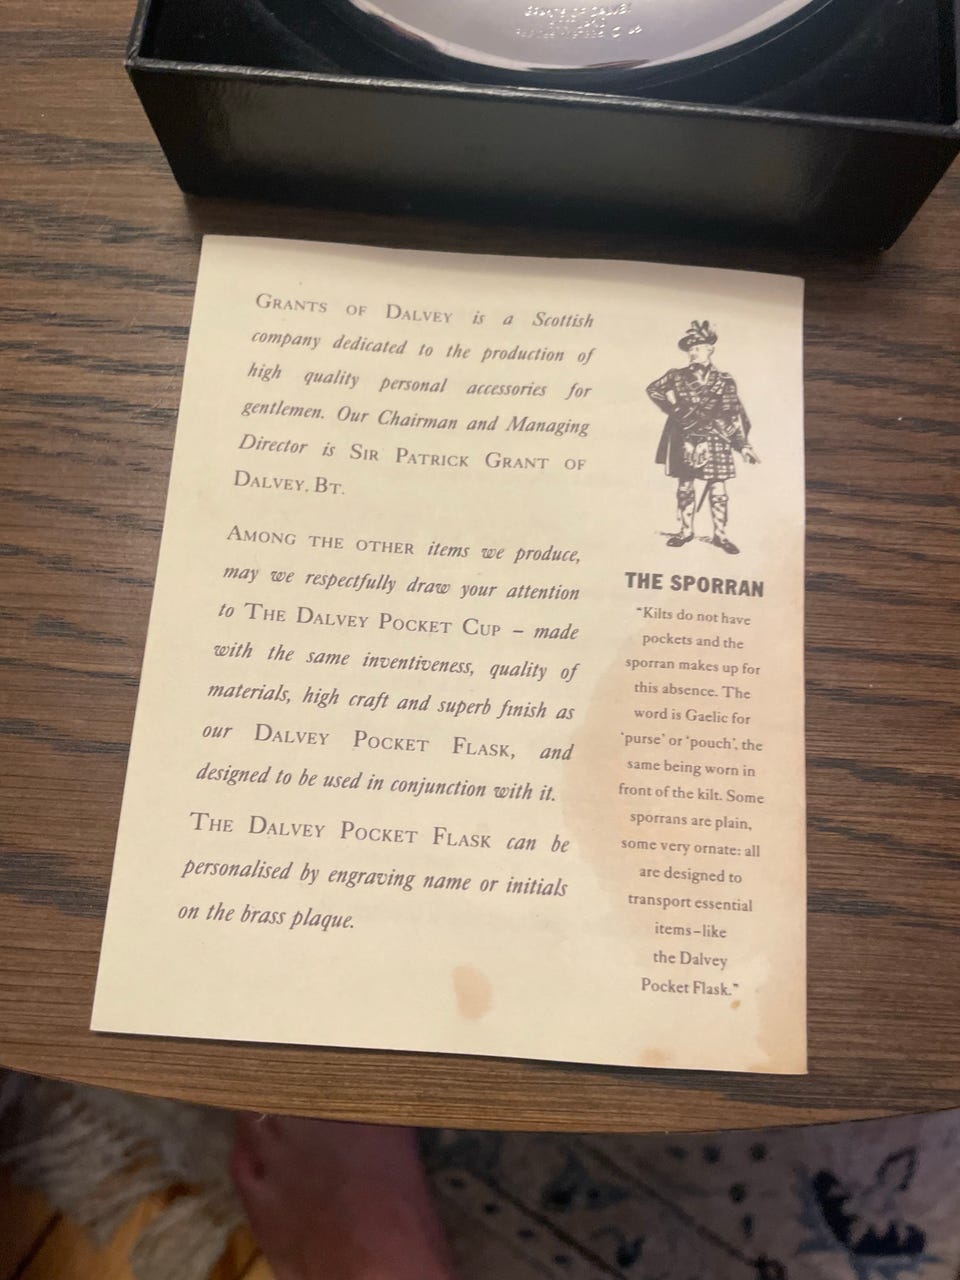 GRANTS OF DALVEY
GRANTS OF DALVEY is a Scottish
company dedicated to the production of
high quality personal accessories for
gentlemen. Our Chairman and Managing
Director is SIR PATRICK GRANT OF
DALVEY. BT.
AMONG THE OTHER items we produce,
may we respectfully draw your attention
to THE DALVEY POCKET CUP – made
with the same inventiveness, quality of
materials, high craft and superb finish as
our DALVEY POCKET FLASK, and
designed to be used in conjunction with it.
THE DALVEY POCKET FLASK can be
personalised by engraving name or initials
on the brass plaque.
THE SPORRAN
"Kilts do not have
pockets and the
sporran makes up for
this absence. The
word is Gaelic for
'purse' or 'pouch', the
same being worn in
front of the kilt. Some
sporrans are plain,
some very ornate: all
are designed to
transport essential
items–like
the Dalvey
Pocket Flask."